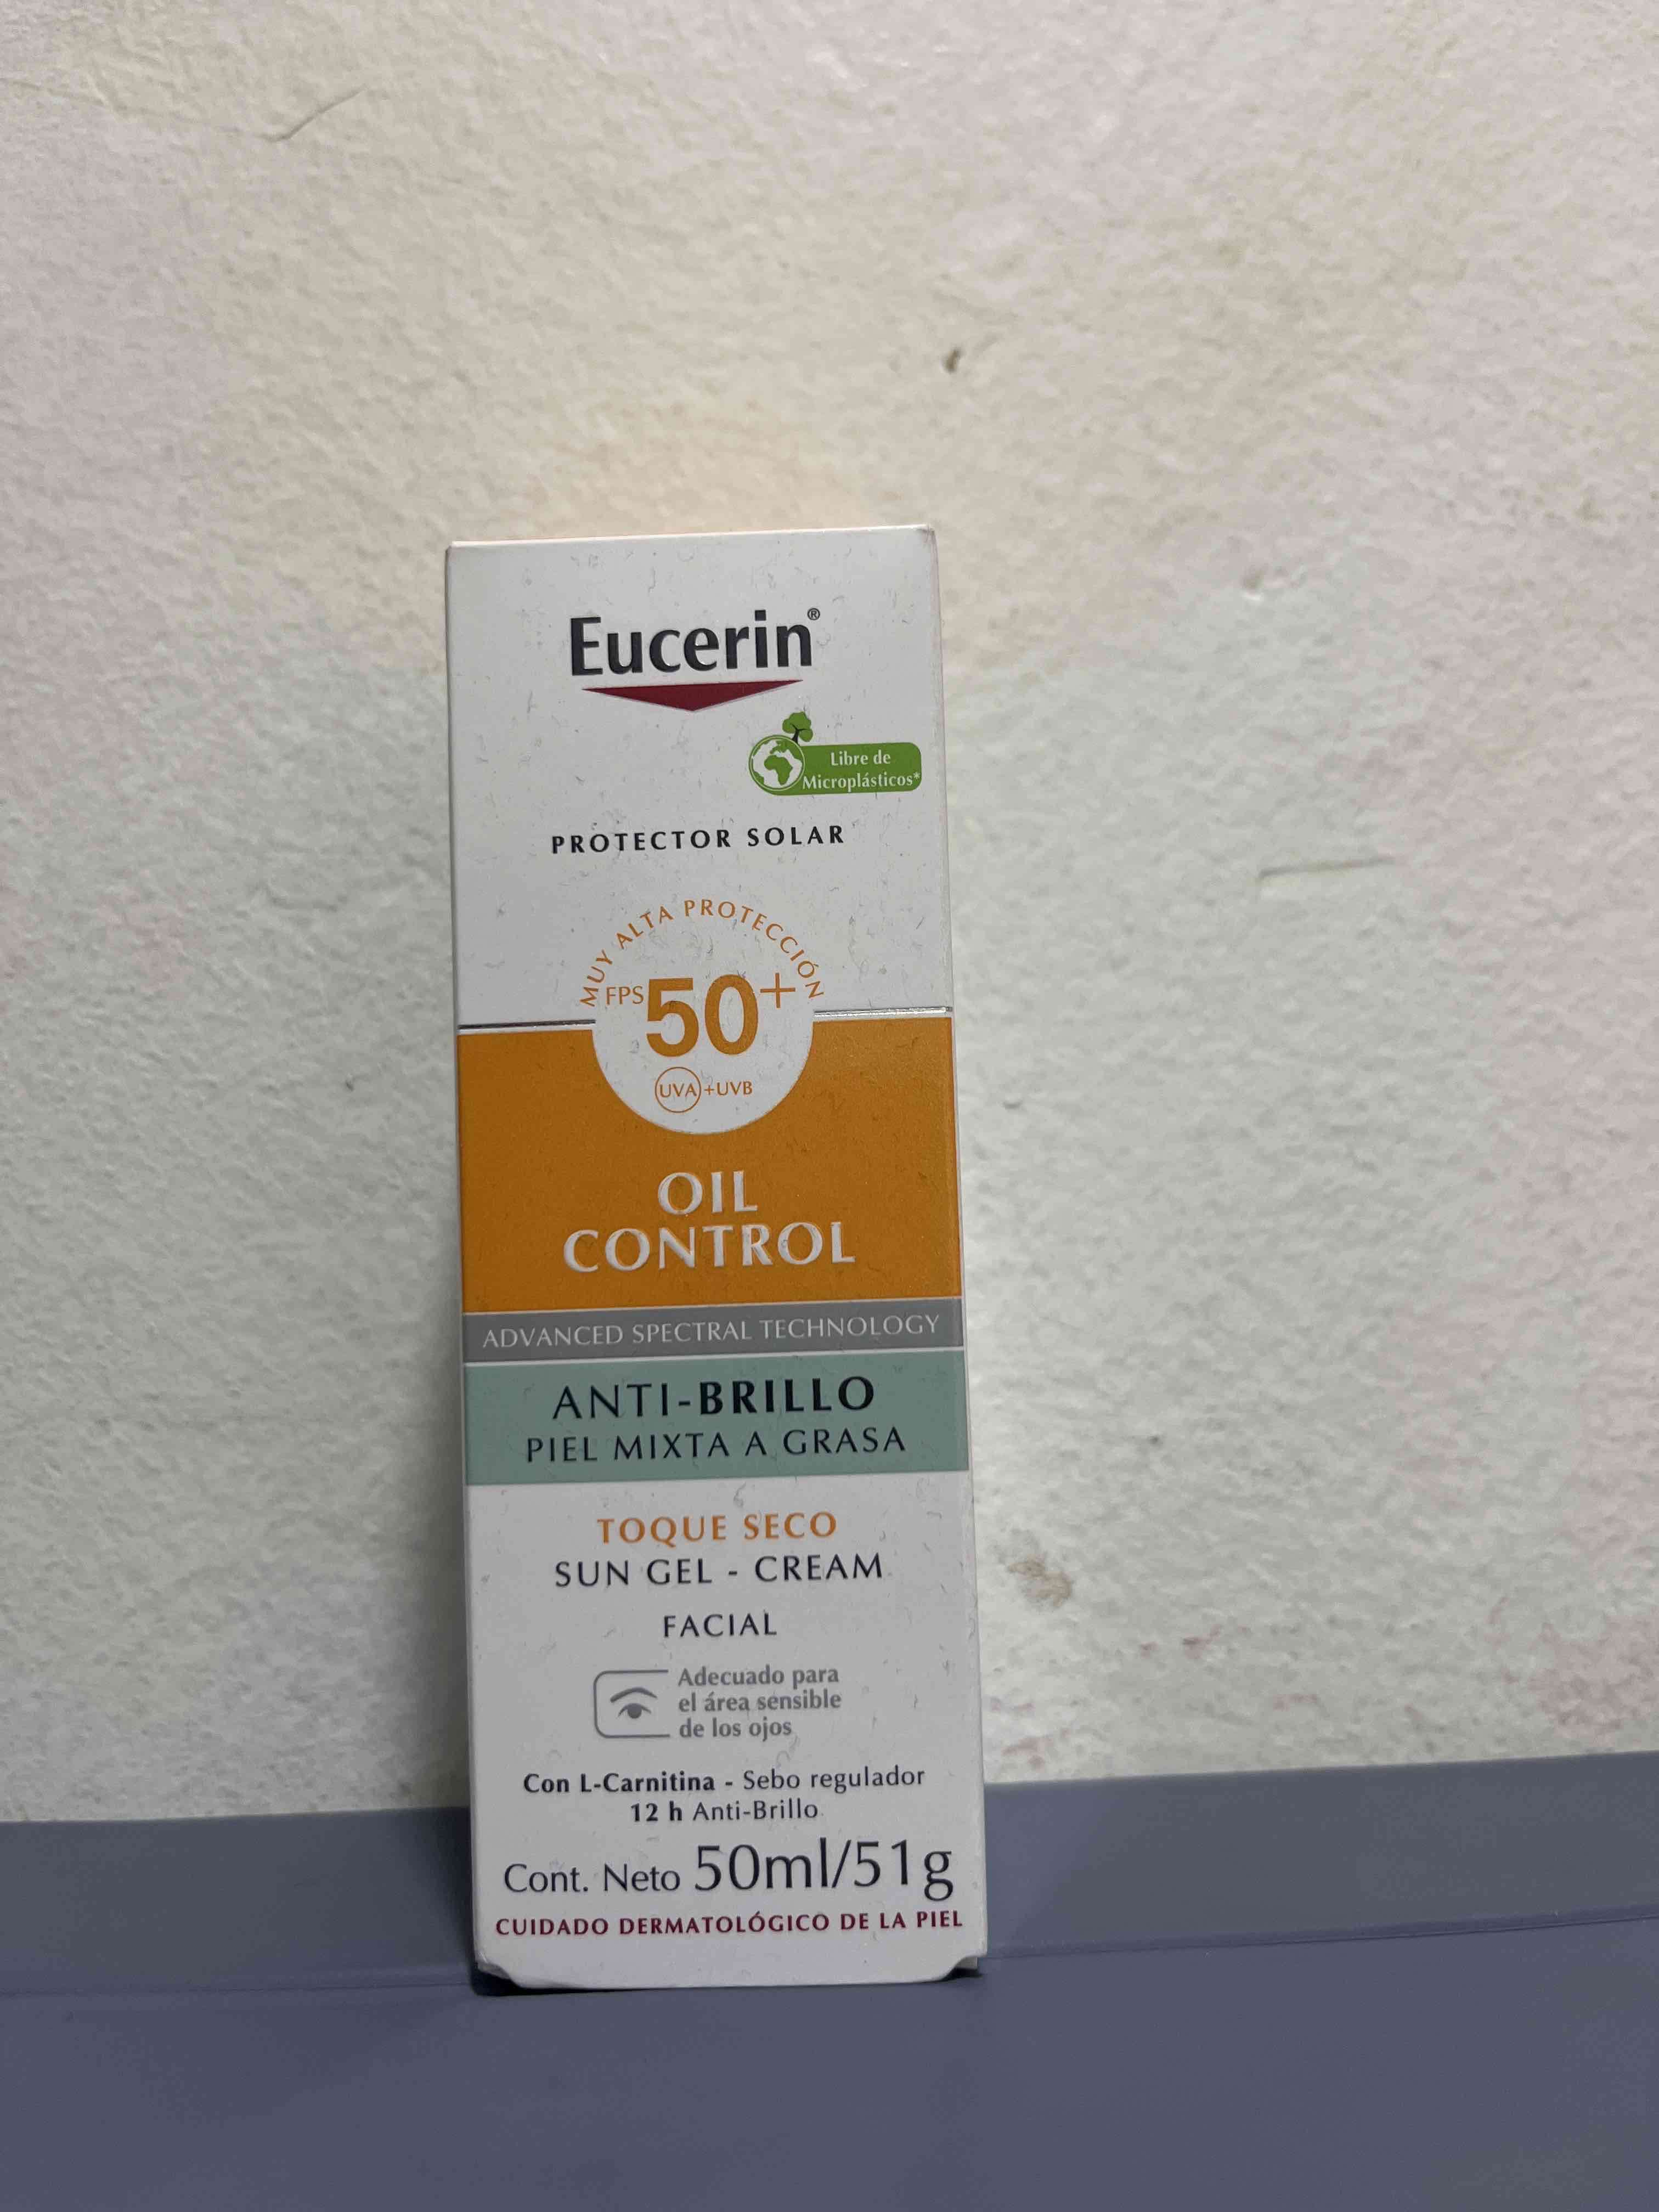 Eucerin®
Libre de
Microplásticos*
PROTECTOR SOLAR
MUY ALTA PROTECCIÓN
FPS 50+
UVA+UVB
OIL
CONTROL
ADVANCED SPECTRAL TECHNOLOGY
ANTI-BRILLO
PIEL MIXTA A GRASA
TOQUE SECO
SUN GEL - CREAM
FACIAL
Adecuado para
el área sensible
de los ojos
Con L-Carnitina - Sebo regulador
12 h Anti-Brillo
Cont. Neto 50ml/51g
CUIDADO DERMATOLÓGICO DE LA PIEL